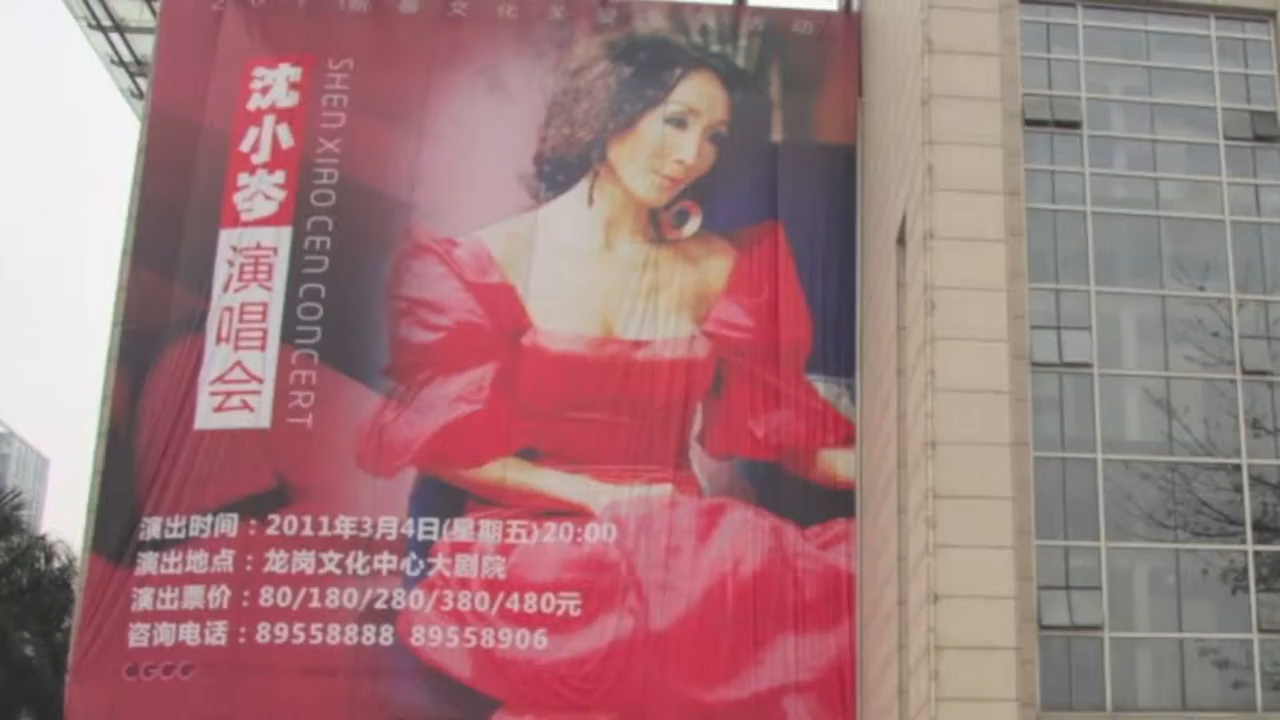 沈小岑
演唱会
SHEN XIAO CEN CONCERT
演出时间：2011年3月4日(星期五)20:00
演出地点：龙岗文化中心大剧院
演出票价：80/180/280/380/480元
咨询电话：89558888 89558906